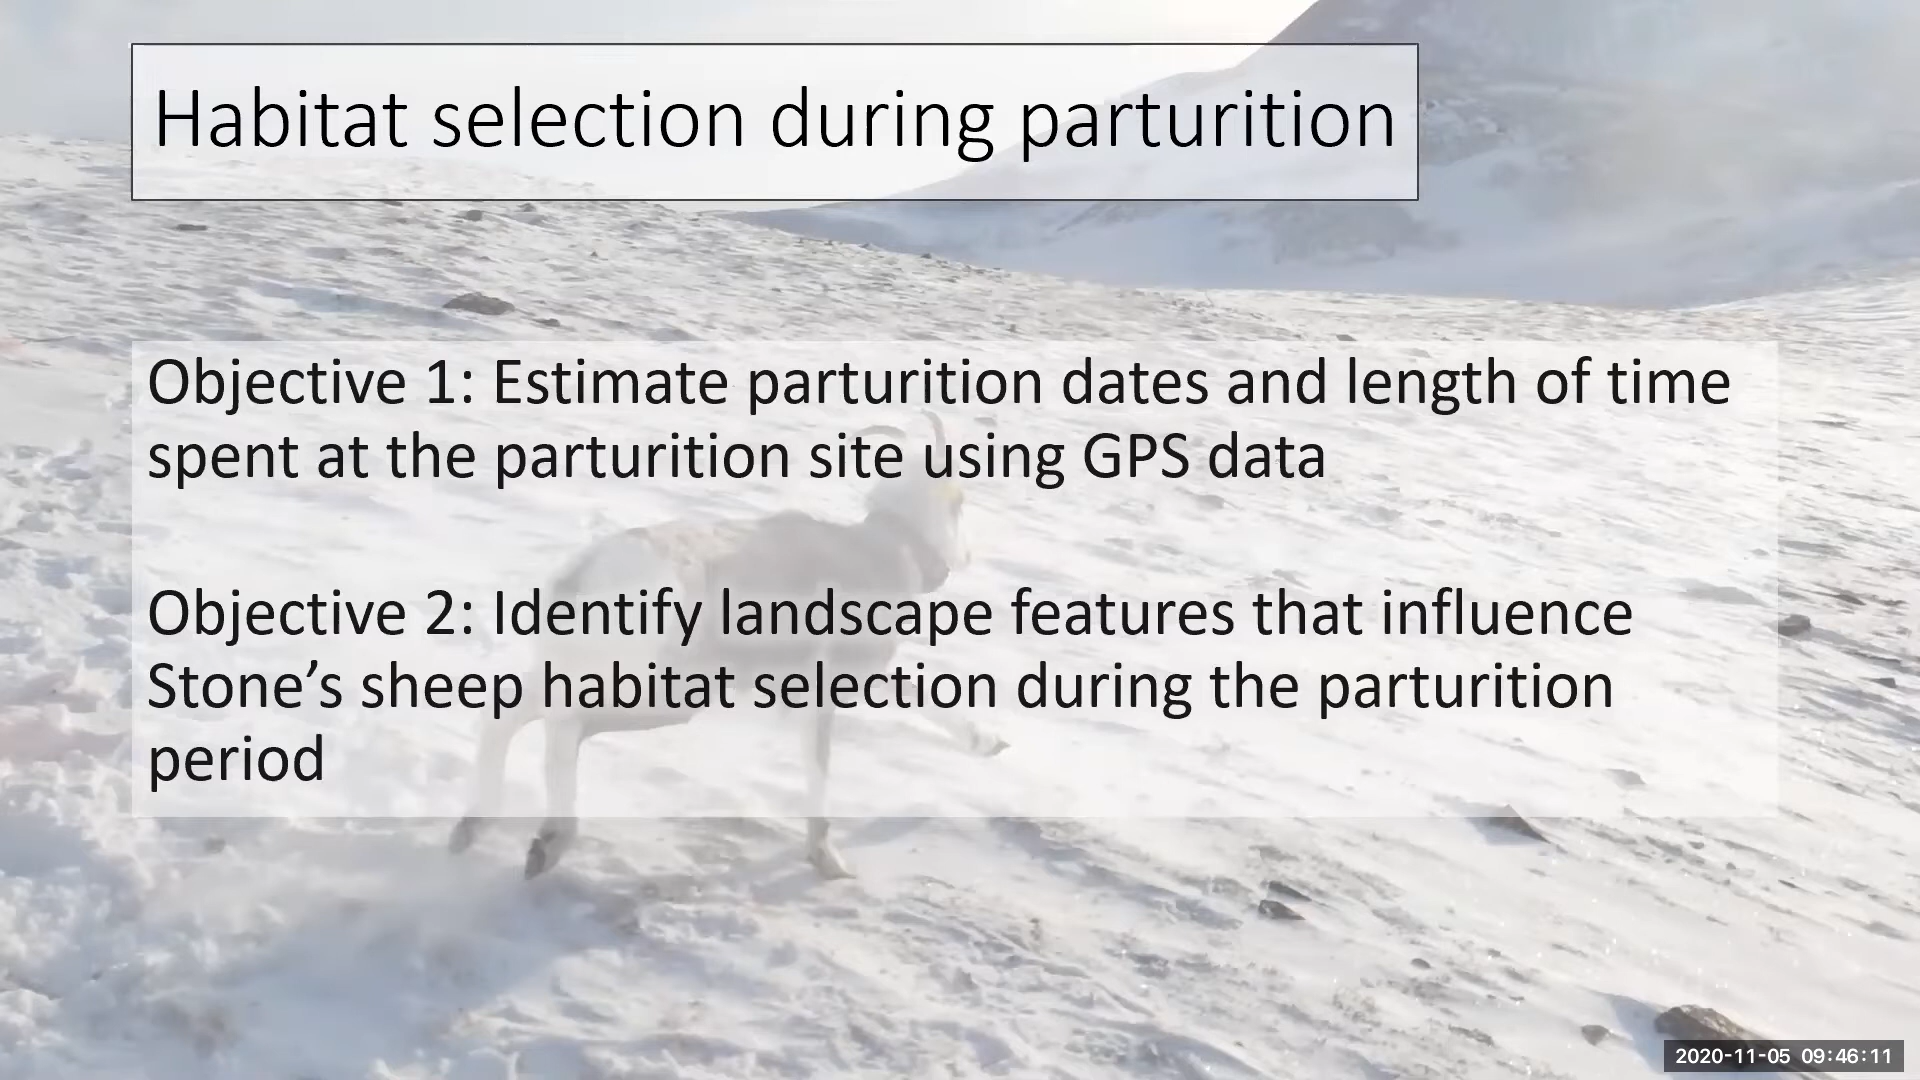 Habitat selection during parturition
Objective 1: Estimate parturition dates and length of time
spent at the parturition site using GPS data
Objective 2: Identify landscape features that influence
Stone’s sheep habitat selection during the parturition
period
2020-11-05 09:46:11